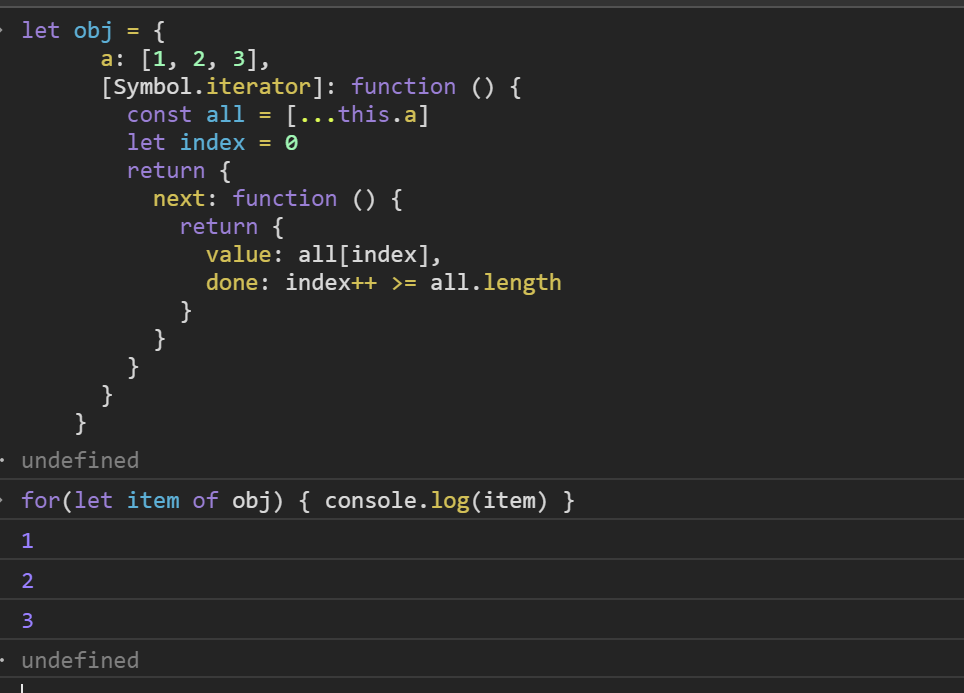 let obj = {
      a: [1, 2, 3],
      [Symbol.iterator]: function () {
        const all = [...this.a]
        let index = 0
        return {
          next: function () {
            return {
              value: all[index],
              done: index++ >= all.length
            }
          }
        }
      }
    }
undefined
for(let item of obj) { console.log(item) }
1
2
3
undefined